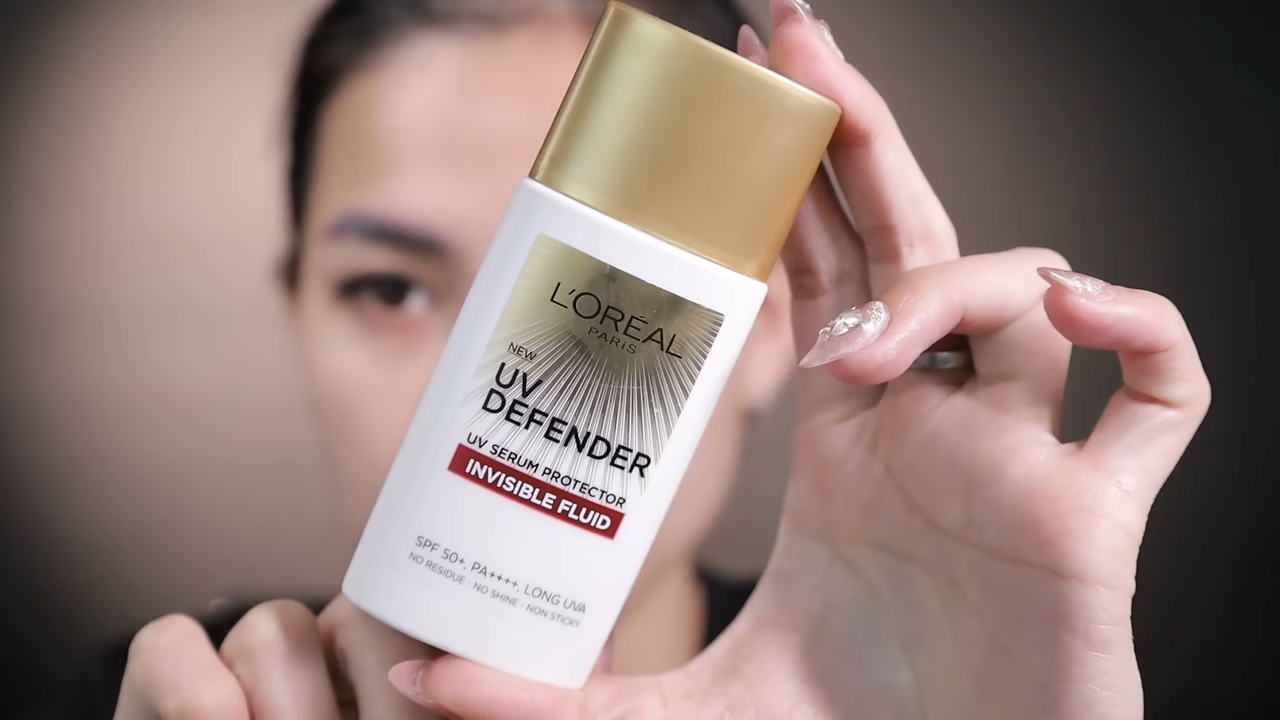 L'ORÉAL
PARiS
NEW
UV
DEFENDER
UV SERUM PROTECTOR
INVISIBLE FLUID
SPF 50+, PA++++, LONG UVA
NO RESIDUE - NO SHINE - NON STICKY